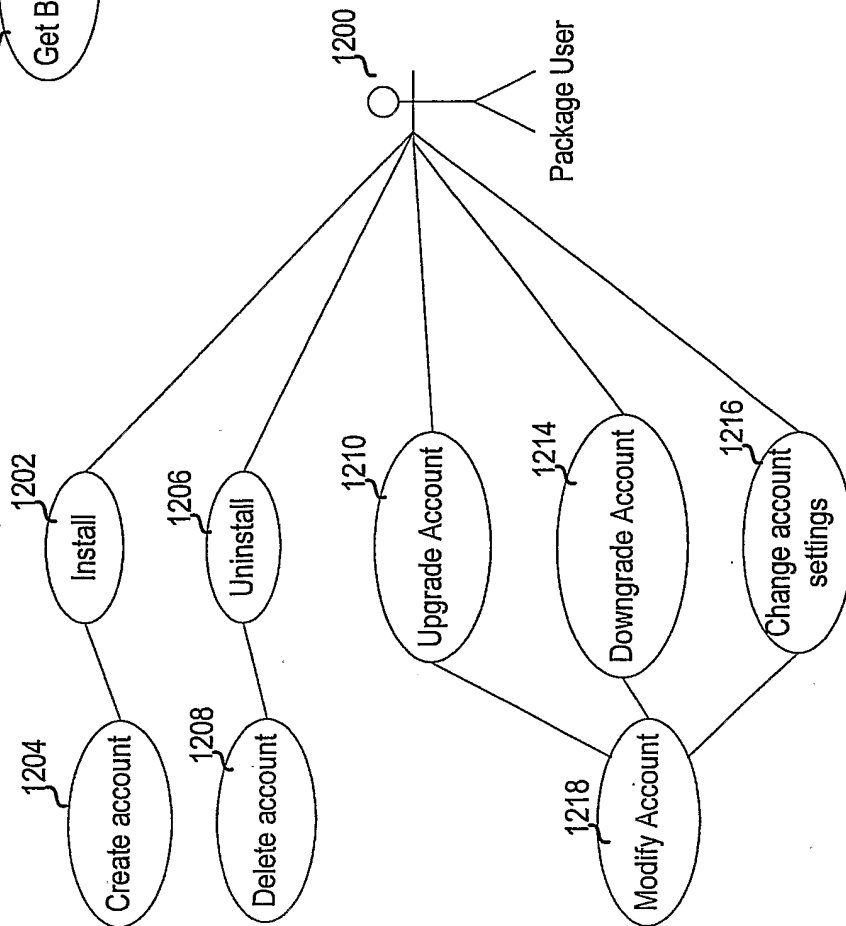 Get B
1200
Package User
1202
Install
1204
Create account
1206
Uninstall
1208
Delete account
1210
Upgrade Account
1214
Downgrade Account
1216
Change account
settings
1218
Modify Account